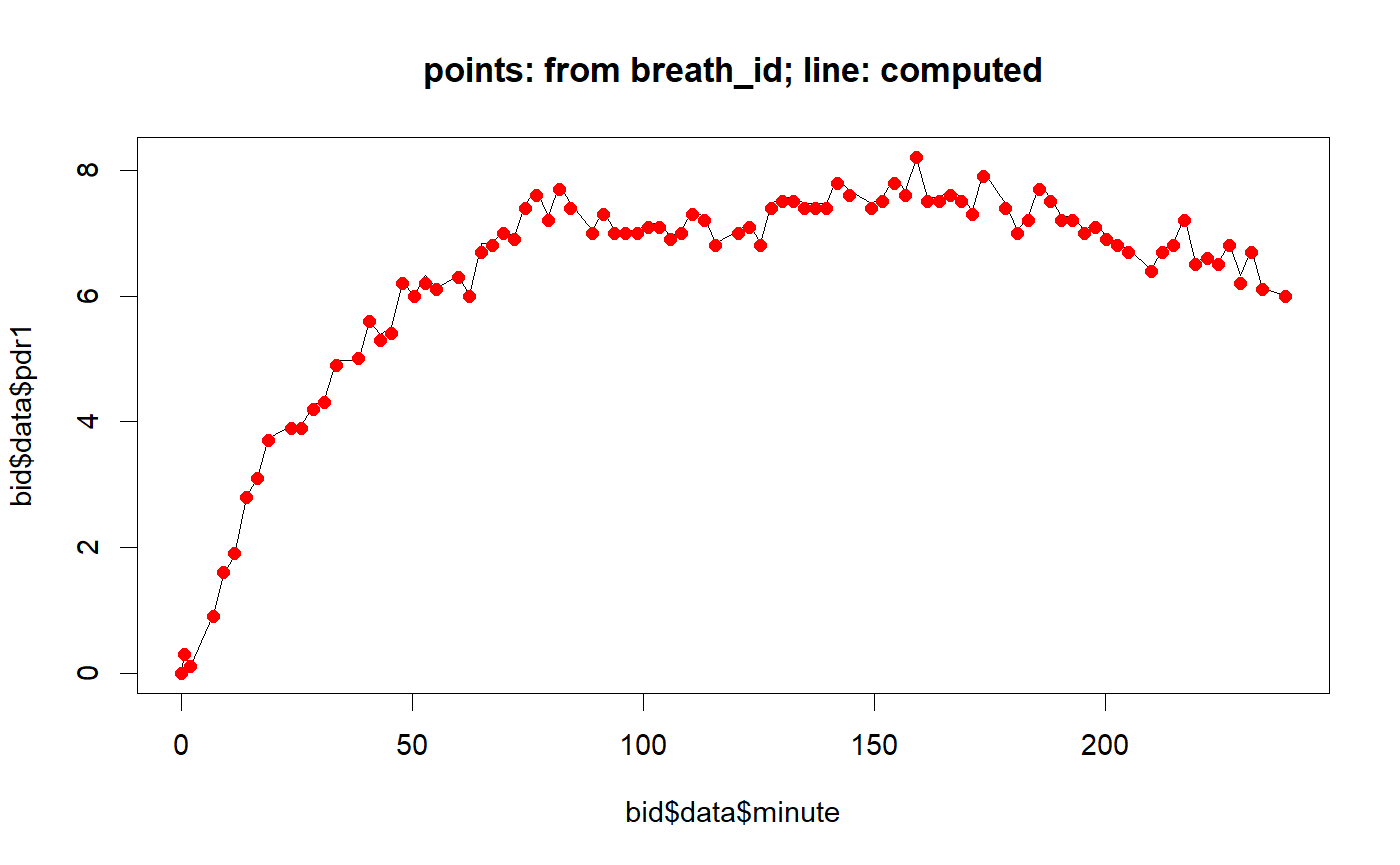 points: from breath_id; line: computed
bid$data$pdr1
8
6
4
2
0
0 50 100 150 200
bid$data$minute